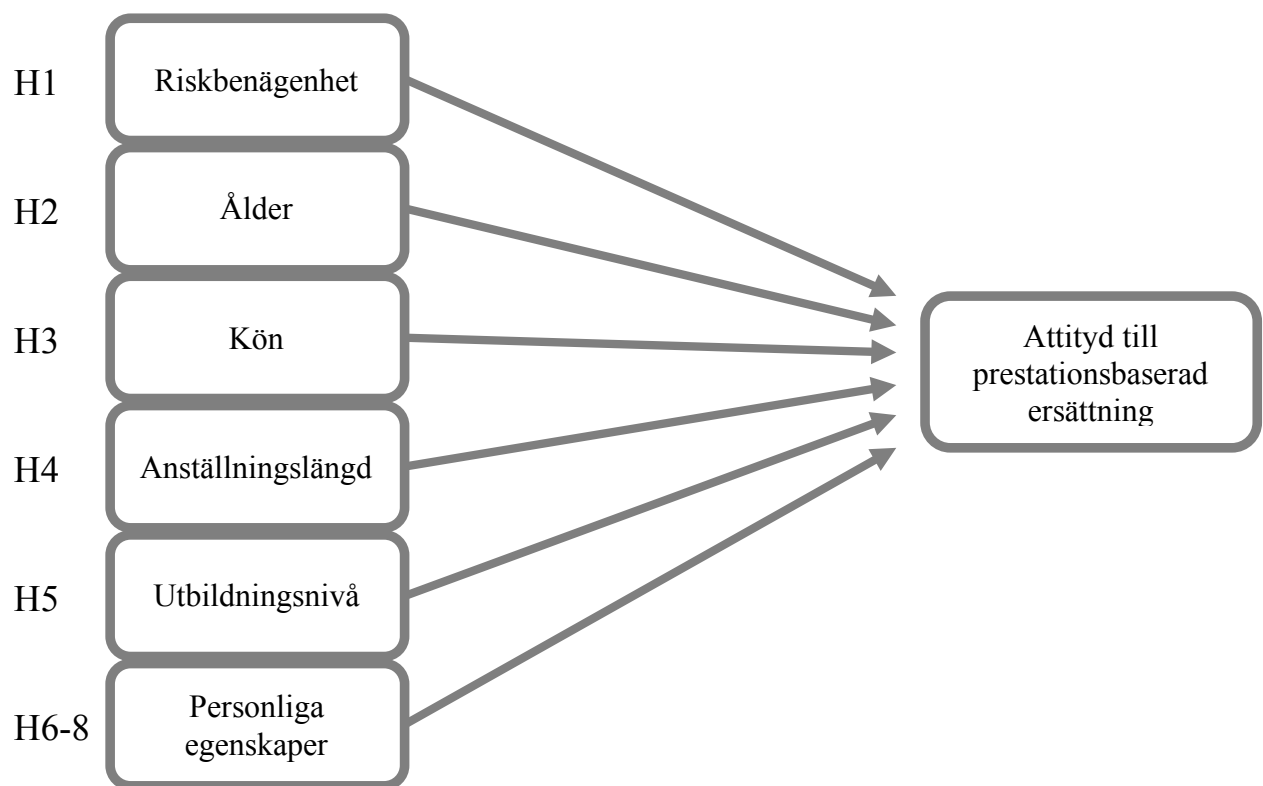 H1
Riskbenägenhet
H2
Ålder
H3
Kön
H4
Anställningslängd
H5
Utbildningsnivå
H6-8
Personliga
egenskaper
Attityd till
prestationsbaserad
ersättning